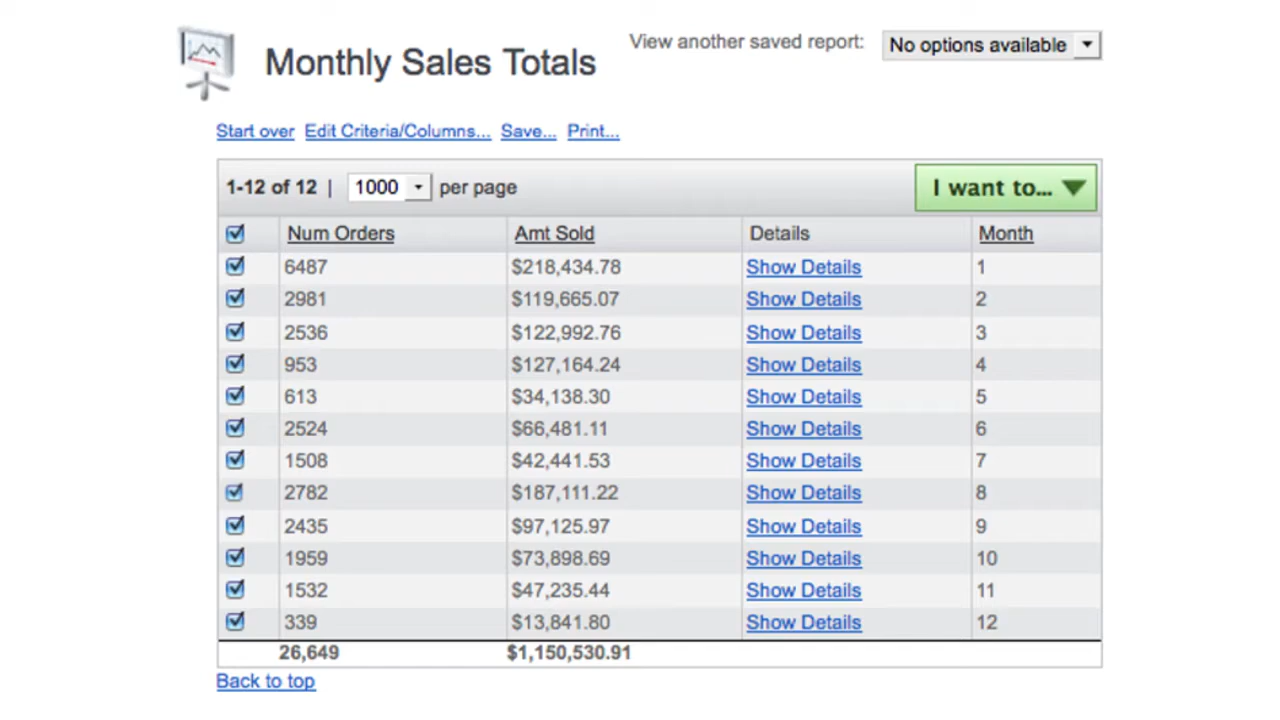 Monthly Sales Totals
View another saved report: No options available
Start over Edit Criteria/Columns... Save... Print...
1-12 of 12 | 1000 per page I want to...
Num Orders Amt Sold Details Month
6487 $218,434.78 Show Details 1
2981 $119,665.07 Show Details 2
2536 $122,992.76 Show Details 3
953 $127,164.24 Show Details 4
613 $34,138.30 Show Details 5
2524 $66,481.11 Show Details 6
1508 $42,441.53 Show Details 7
2782 $187,111.22 Show Details 8
2435 $97,125.97 Show Details 9
1959 $73,898.69 Show Details 10
1532 $47,235.44 Show Details 11
339 $13,841.80 Show Details 12
26,649 $1,150,530.91
Back to top